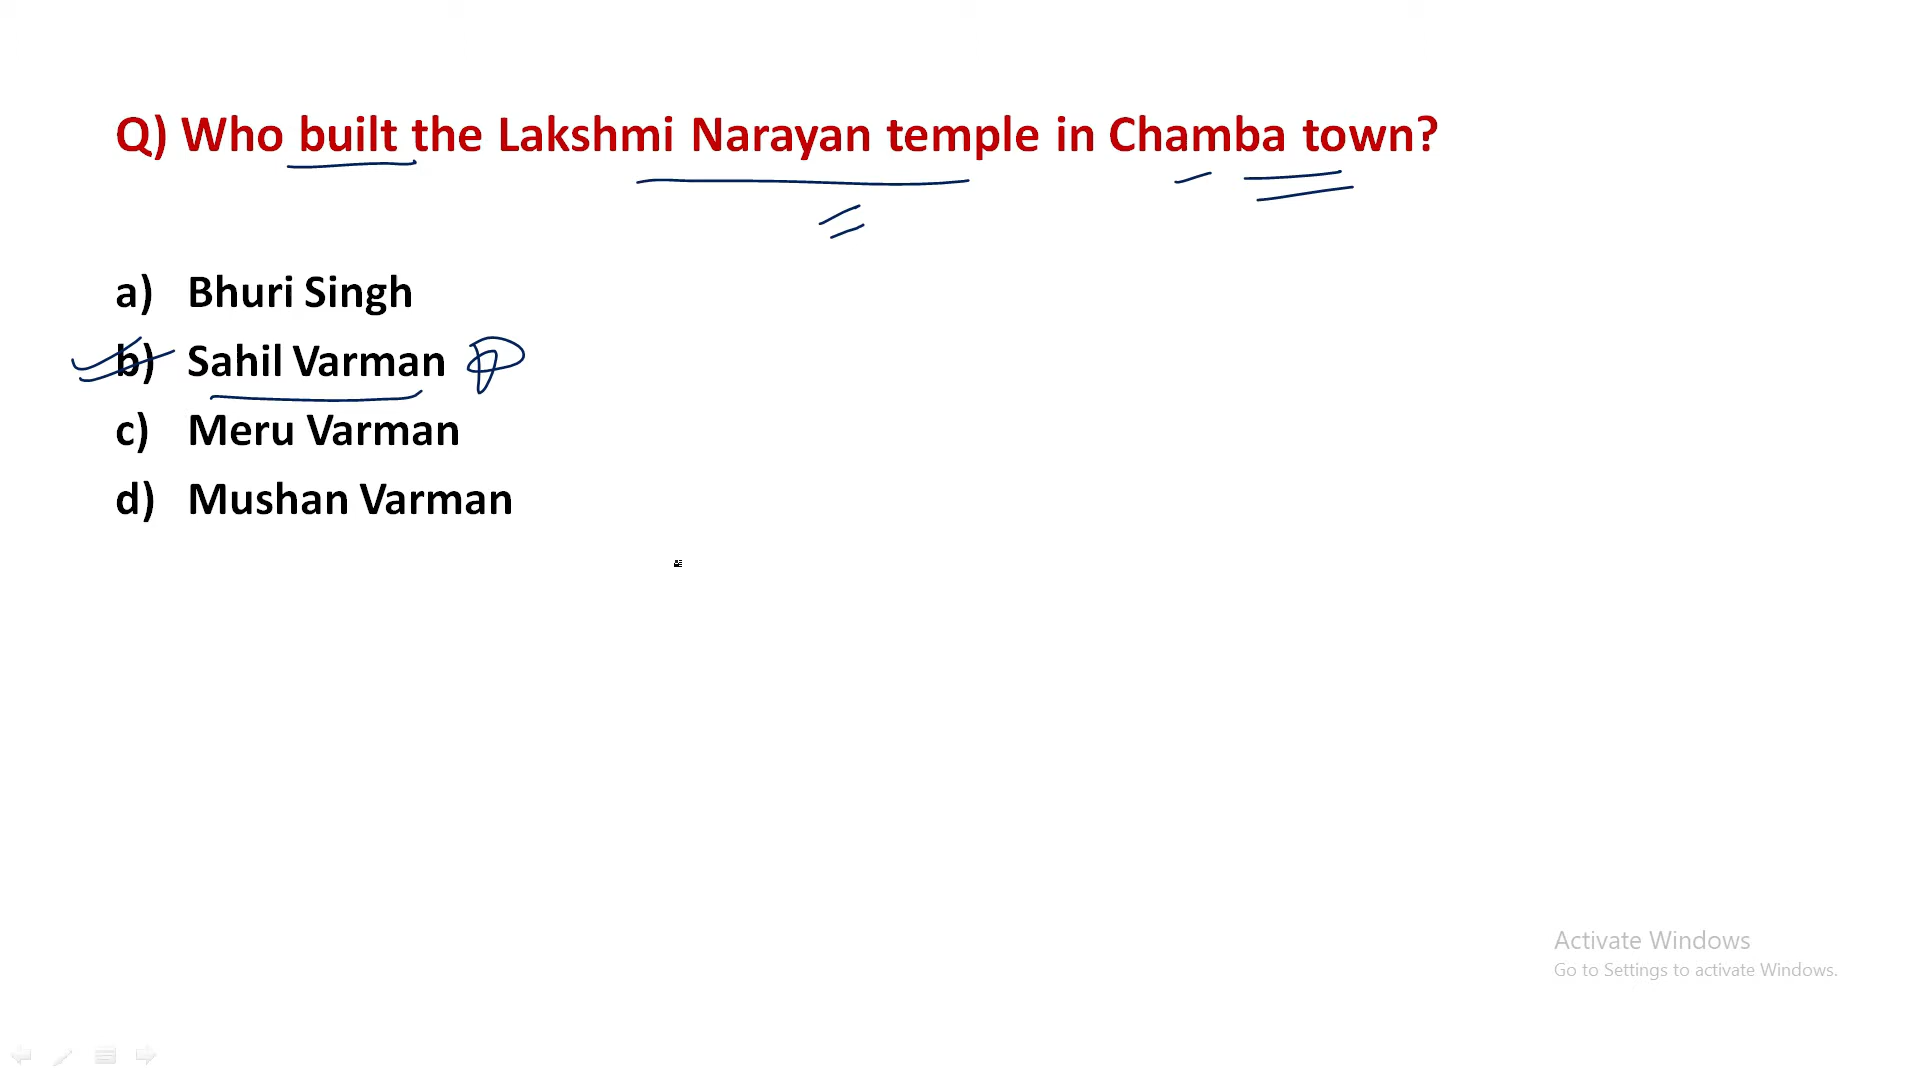 Q) Who built the Lakshmi Narayan temple in Chamba town?
a) Bhuri Singh
b) Sahil Varman
c) Meru Varman
d) Mushan Varman
Activate Windows
Go to Settings to activate Windows.